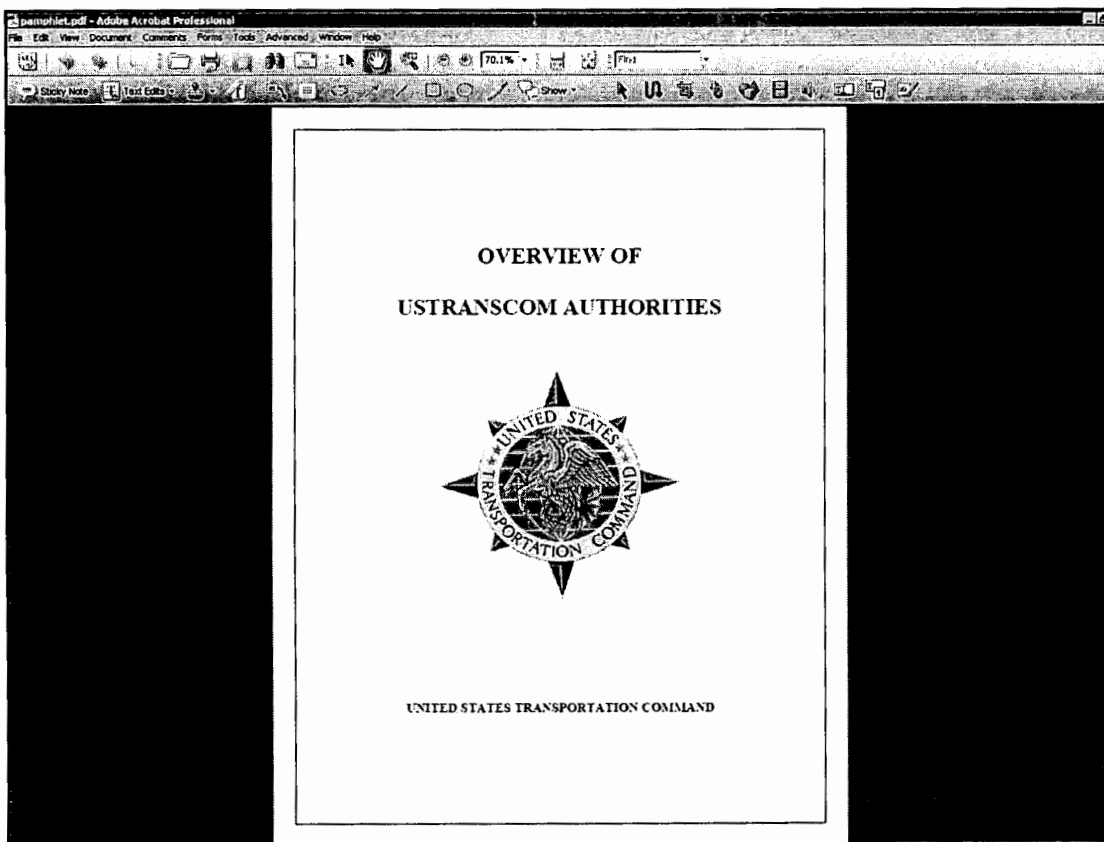 pamphlet.pdf - Adobe Acrobat Professional
File Edit View Document Comments Forms Tools Advanced Window Help
70.1%
Find
Sticky Note Text Edits Show
OVERVIEW OF
USTRANSCOM AUTHORITIES
UNITED STATES
TRANSPORTATION COMMAND
UNITED STATES TRANSPORTATION COMMAND